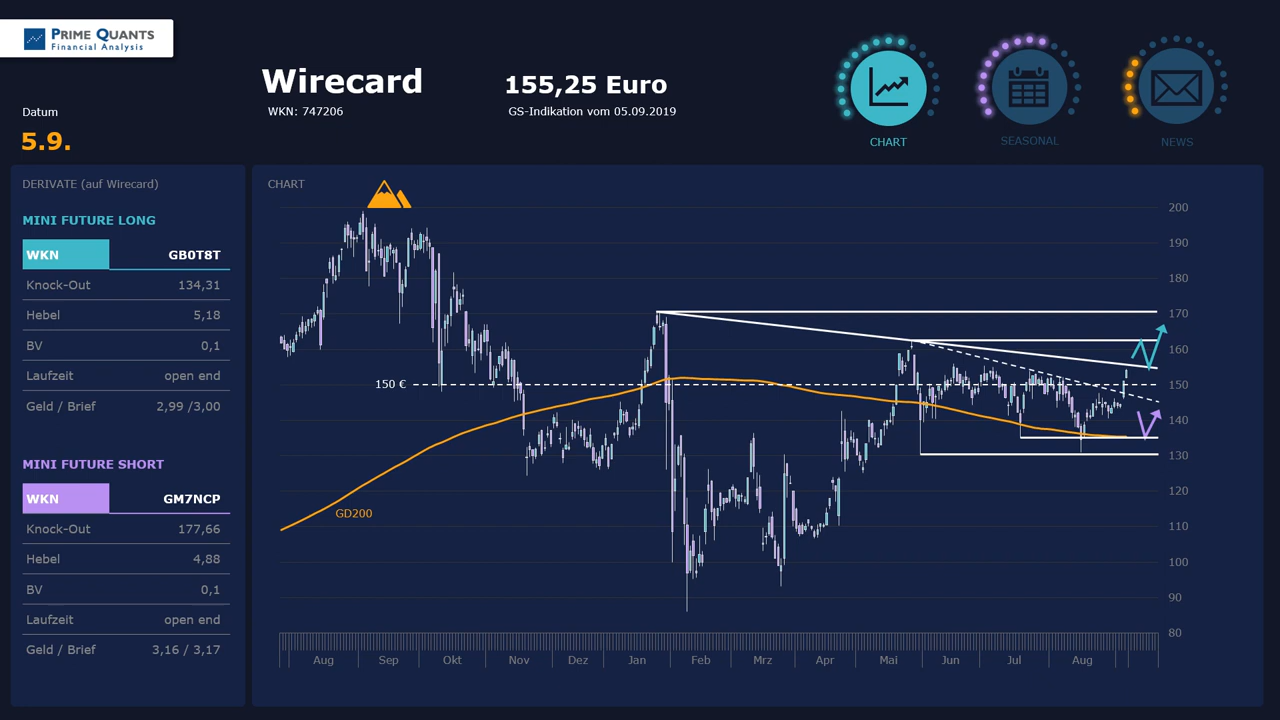 PRIME QUANTS
Financial Analysis
Wirecard
155,25 Euro
WKN: 747206
GS-Indikation vom 05.09.2019
Datum
5.9.
CHART
SEASONAL
NEWS
DERIVATE (auf Wirecard)
MINI FUTURE LONG
WKN GB0T8T
Knock-Out 134,31
Hebel 5,18
BV 0,1
Laufzeit open end
Geld / Brief 2,99 /3,00
MINI FUTURE SHORT
WKN GM7NCP
Knock-Out 177,66
Hebel 4,88
BV 0,1
Laufzeit open end
Geld / Brief 3,16 / 3,17
CHART
200
190
180
170
160
150 €
150
140
130
120
GD200
110
100
90
80
Aug Sep Okt Nov Dez Jan Feb Mrz Apr Mai Jun Jul Aug